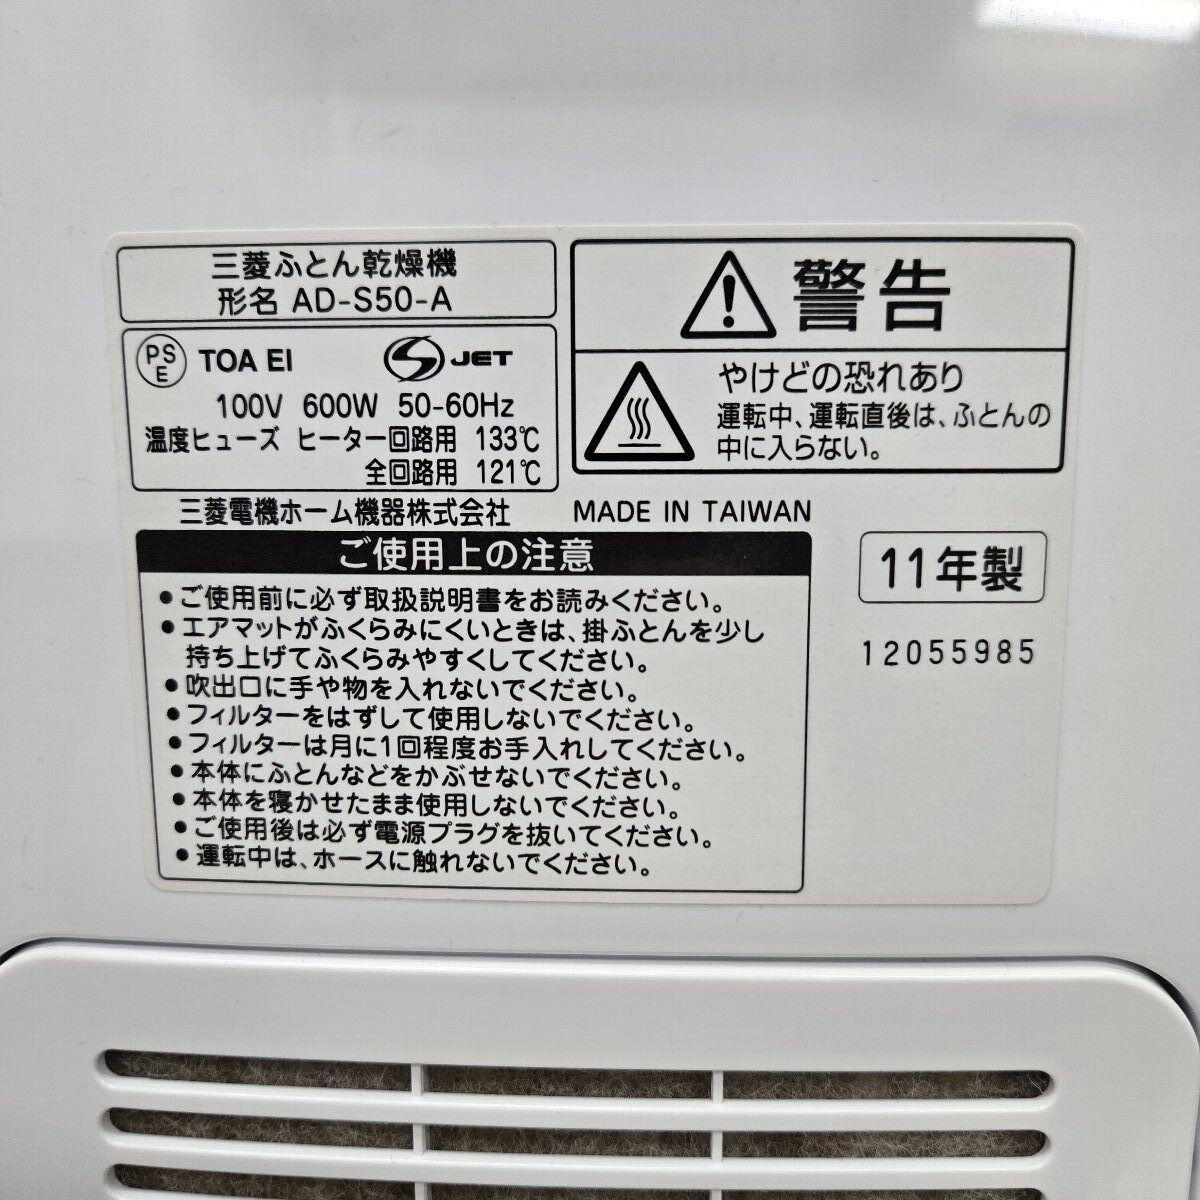 三菱ふとん乾燥機
形名 AD-S50-A
PS
E
TOA EI
JET
100V 600W 50-60Hz
温度ヒューズ ヒーター回路用 133℃
全回路用 121℃
三菱電機ホーム機器株式会社
警告
やけどの恐れあり
運転中、運転直後は、ふとんの
中に入らない。
MADE IN TAIWAN
ご使用上の注意
●ご使用前に必ず取扱説明書をお読みください。
●エアマットがふくらみにくいときは、掛ふとんを少し
持ち上げてふくらみやすくしてください。
●吹出口に手や物を入れないでください。
●フィルターをはずして使用しないでください。
●フィルターは月に1回程度お手入れしてください。
●本体にふとんなどをかぶせないでください。
●本体を寝かせたまま使用しないでください。
●ご使用後は必ず電源プラグを抜いてください。
●運転中は、ホースに触れないでください。
11年製
12055985